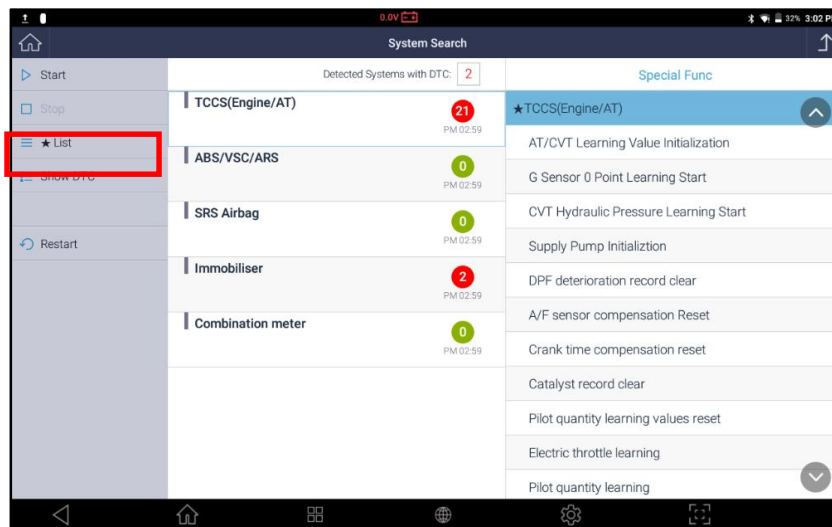 0.0V
32% 3:02 PM
System Search
Start
Stop
★ List
Show DTC
Restart
Detected Systems with DTC: 2
TCCS(Engine/AT)
21
PM 02:59
ABS/VSC/ARS
0
PM 02:59
SRS Airbag
0
PM 02:59
Immobiliser
2
PM 02:59
Combination meter
0
PM 02:59
Special Func
★TCCS(Engine/AT)
AT/CVT Learning Value Initialization
G Sensor 0 Point Learning Start
CVT Hydraulic Pressure Learning Start
Supply Pump Initializtion
DPF deterioration record clear
A/F sensor compensation Reset
Crank time compensation reset
Catalyst record clear
Pilot quantity learning values reset
Electric throttle learning
Pilot quantity learning